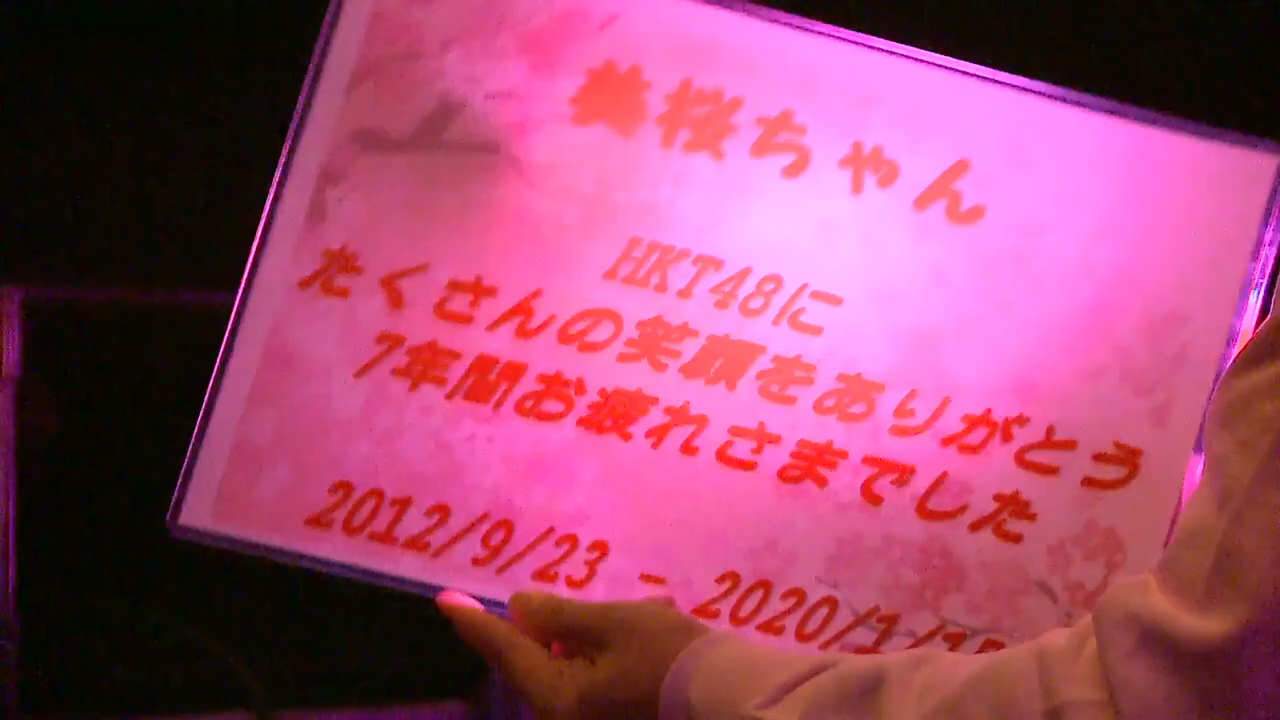 美桜ちゃん
HKT48に
たくさんの笑顔をありがとう
7年間お疲れさまでした
2012/9/23 - 2020/1/